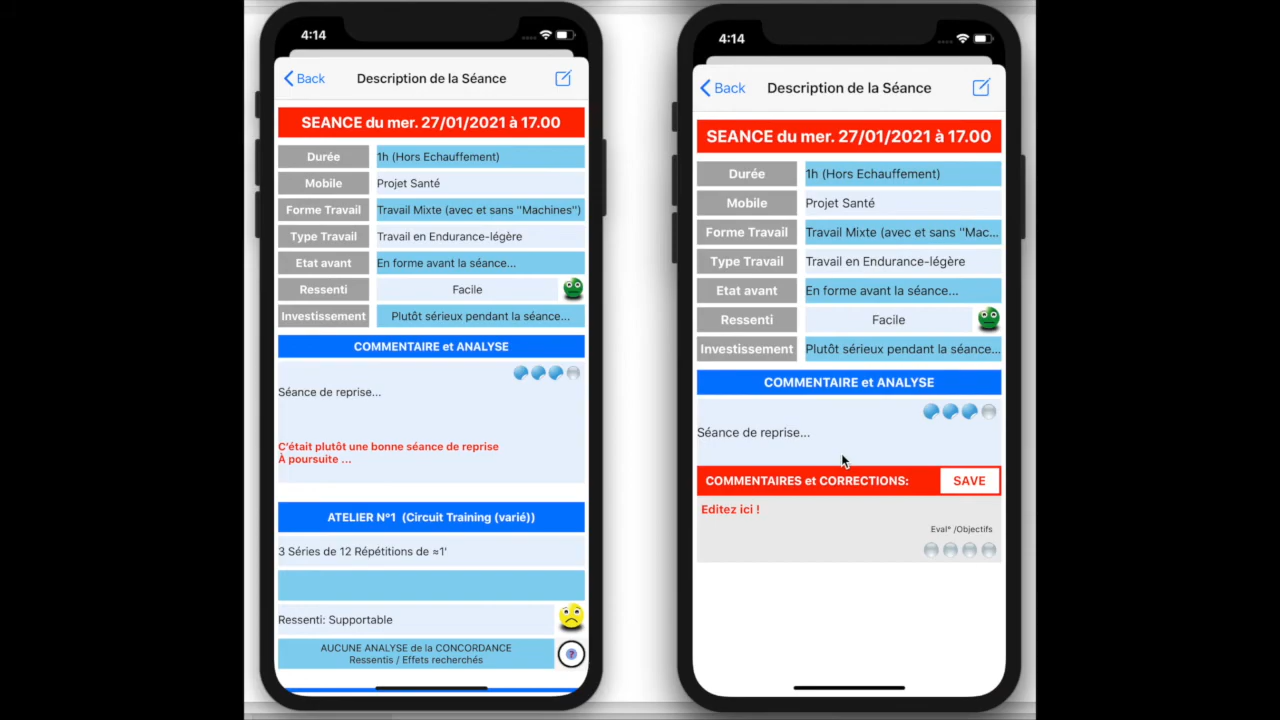 4:14
Back
Description de la Séance
SEANCE du mer. 27/01/2021 à 17.00
Durée
1h (Hors Echauffement)
Mobile
Projet Santé
Forme Travail
Travail Mixte (avec et sans "Machines")
Type Travail
Travail en Endurance-légère
Etat avant
En forme avant la séance...
Ressenti
Facile
Investissement
Plutôt sérieux pendant la séance...
COMMENTAIRE et ANALYSE
Séance de reprise...
C'était plutôt une bonne séance de reprise
À poursuite ...
ATELIER N°1 (Circuit Training (varié))
3 Séries de 12 Répétitions de ≈1'
Ressenti: Supportable
AUCUNE ANALYSE de la CONCORDANCE
Ressentis / Effets recherchés
?
4:14
Back
Description de la Séance
SEANCE du mer. 27/01/2021 à 17.00
Durée
1h (Hors Echauffement)
Mobile
Projet Santé
Forme Travail
Travail Mixte (avec et sans "Mac...
Type Travail
Travail en Endurance-légère
Etat avant
En forme avant la séance...
Ressenti
Facile
Investissement
Plutôt sérieux pendant la séance...
COMMENTAIRE et ANALYSE
Séance de reprise...
COMMENTAIRES et CORRECTIONS:
SAVE
Editez ici !
Eval° /Objectifs